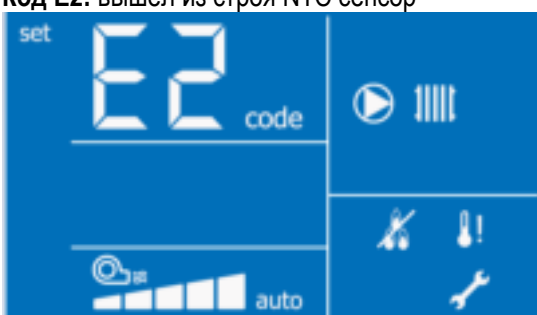 Код E2: вышел из строя NTC сенсор
set
E2
code
auto